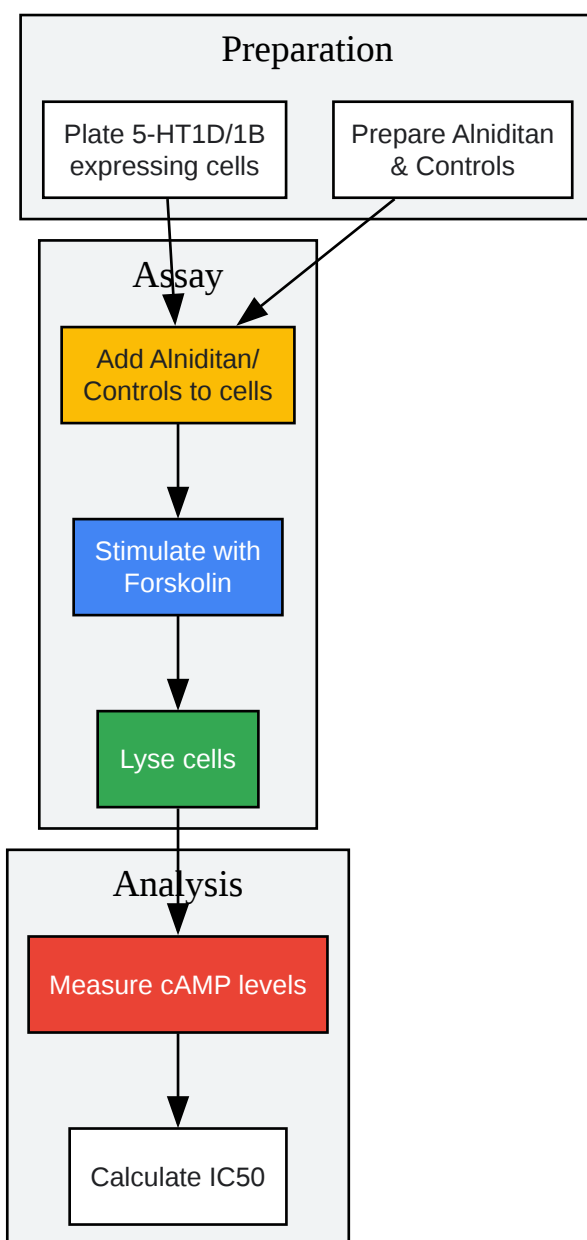 Preparation
Plate 5-HT1D/1B
expressing cells
Prepare Alniditan
& Controls
Assay
Add Alniditan/
Controls to cells
Stimulate with
Forskolin
Lyse cells
Analysis
Measure cAMP levels
Calculate IC50